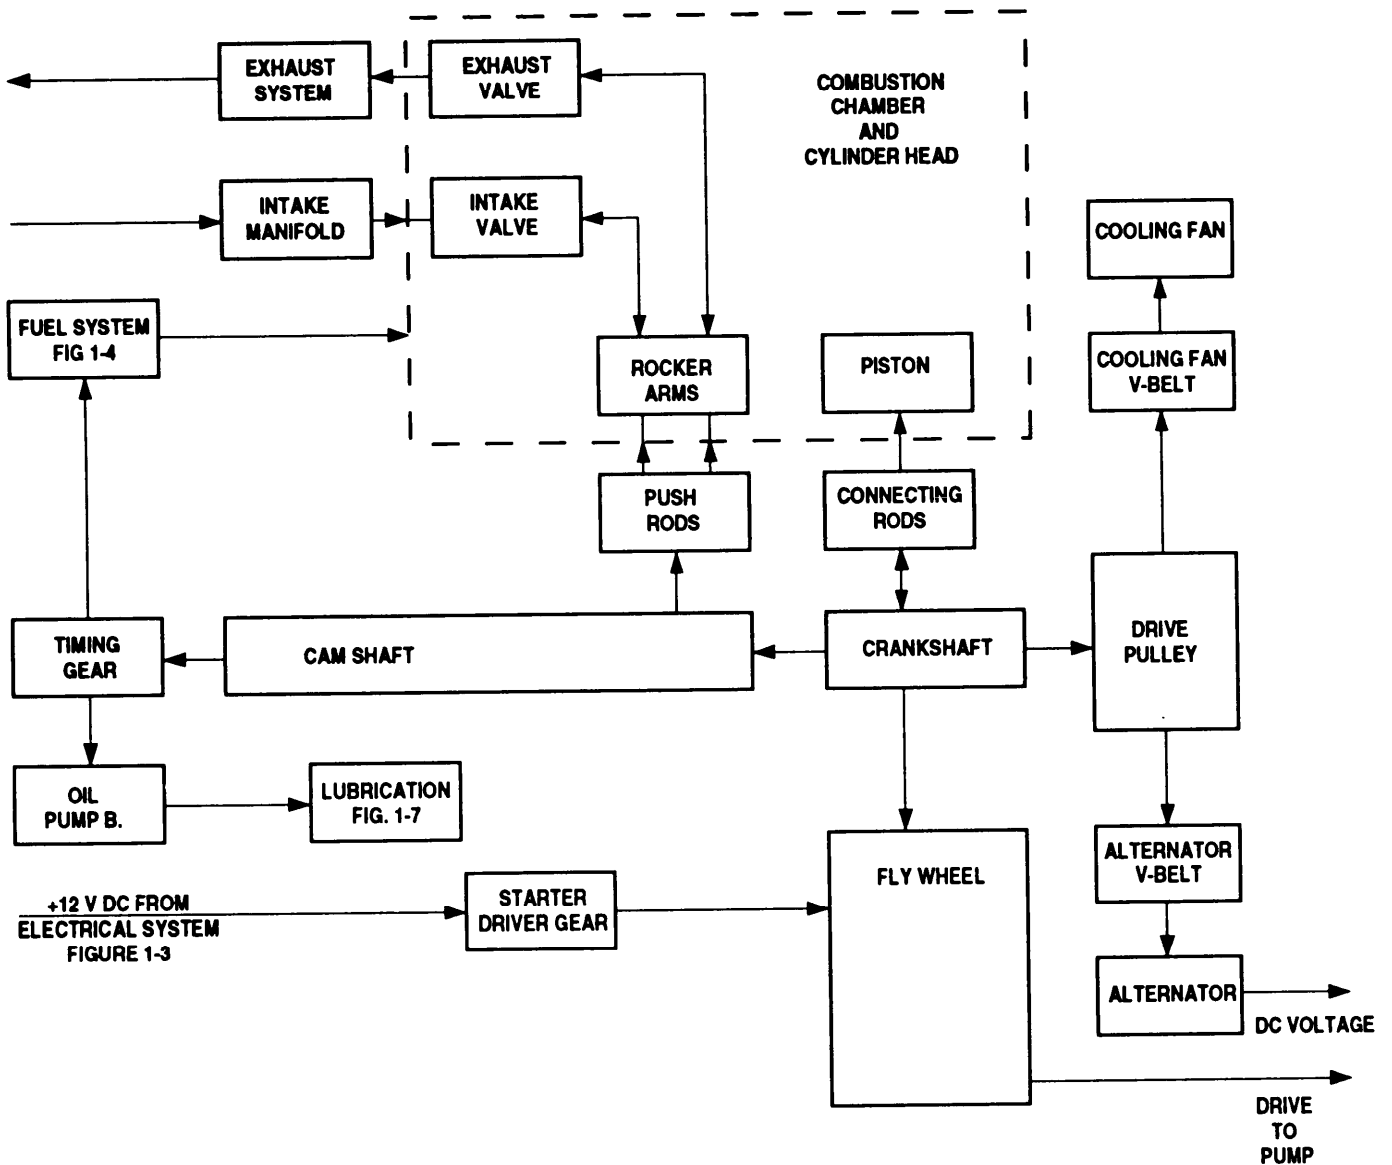 EXHAUST
SYSTEM
EXHAUST
VALVE
COMBUSTION
CHAMBER
AND
CYLINDER HEAD
INTAKE
MANIFOLD
INTAKE
VALVE
COOLING FAN
FUEL SYSTEM
FIG 1-4
ROCKER
ARMS
PISTON
COOLING FAN
V-BELT
PUSH
RODS
CONNECTING
RODS
TIMING
GEAR
CAM SHAFT
CRANKSHAFT
DRIVE
PULLEY
OIL
PUMP B.
LUBRICATION
FIG. 1-7
ALTERNATOR
V-BELT
+12 V DC FROM
ELECTRICAL SYSTEM
FIGURE 1-3
STARTER
DRIVER GEAR
FLY WHEEL
ALTERNATOR
DC VOLTAGE
DRIVE
TO
PUMP